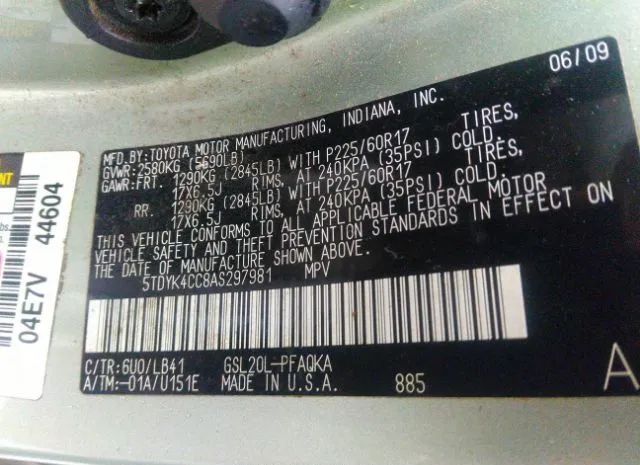 06/09
MFD.BY:TOYOTA MOTOR MANUFACTURING, INDIANA, INC.
GVWR:2580KG (5690LB)
GAWR:FRT. 1290KG (2845LB) WITH P225/60R17 TIRES,
17X6.5J RIMS, AT 240KPA (35PSI) COLD.
RR. 1290KG (2845LB) WITH P225/60R17 TIRES,
17X6.5J RIMS, AT 240KPA (35PSI) COLD.
THIS VEHICLE CONFORMS TO ALL APPLICABLE FEDERAL MOTOR
VEHICLE SAFETY AND THEFT PREVENTION STANDARDS IN EFFECT ON
THE DATE OF MANUFACTURE SHOWN ABOVE.
5TDYK4CC8AS297981 MPV
C/TR:6U0/LB41 GSL20L-PFAQKA
A/TM:-01A/U151E MADE IN U.S.A. 885
A
04E7V 44604